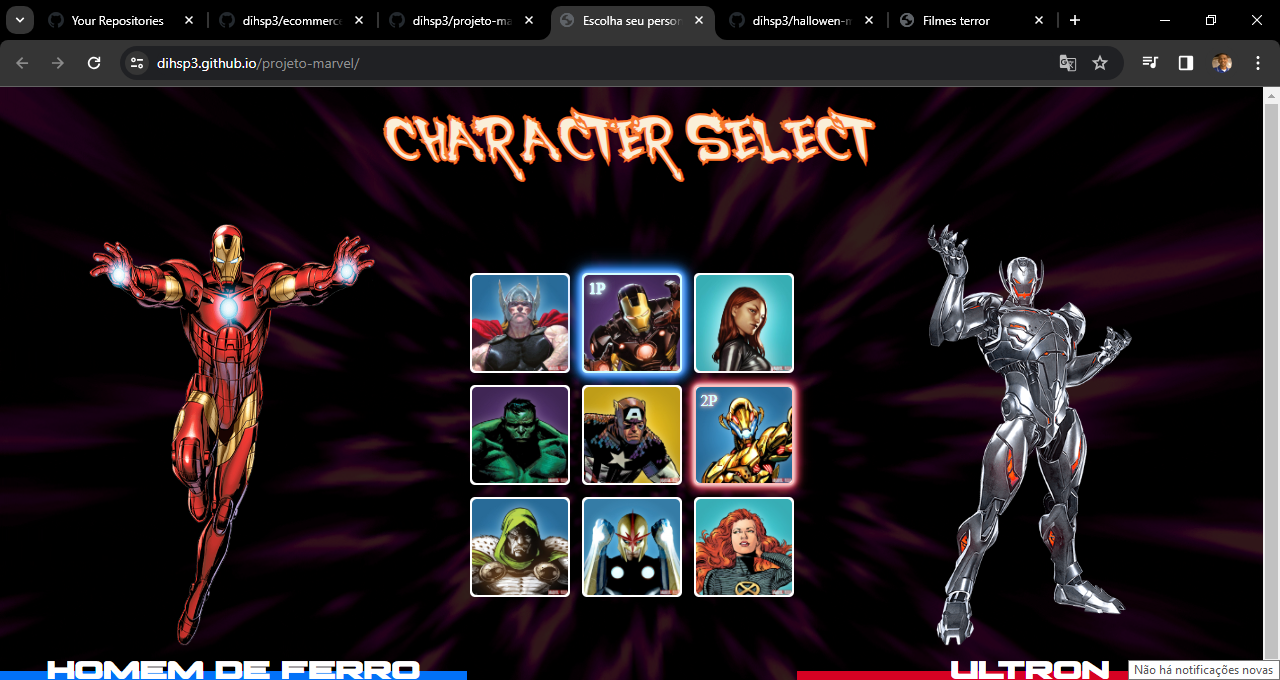 Your Repositories
dihsp3/ecommerce
dihsp3/projeto-ma
Escolha seu person
dihsp3/hallowen-m
Filmes terror
dihsp3.github.io/projeto-marvel/
CHARACTER SELECT
1P
2P
HOMEM DE FERRO
ULTRON
Não há notificações novas